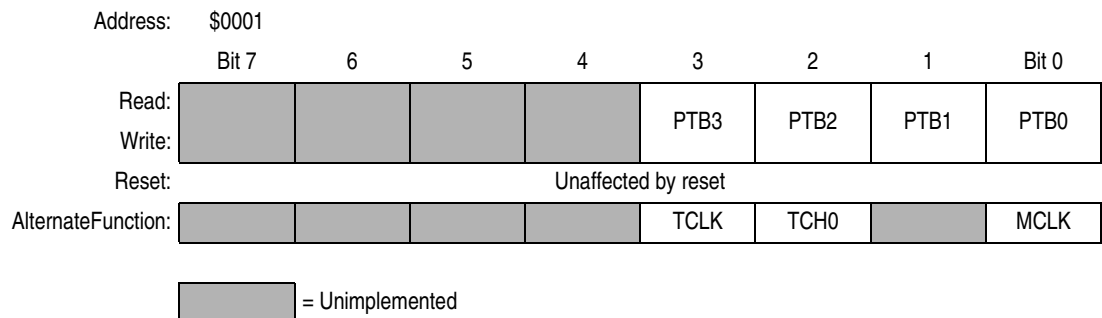 Address: $0001
Bit 7 6 5 4 3 2 1 Bit 0
Read:
PTB3 PTB2 PTB1 PTB0
Write:
Reset: Unaffected by reset
AlternateFunction: TCLK TCH0 MCLK
= Unimplemented